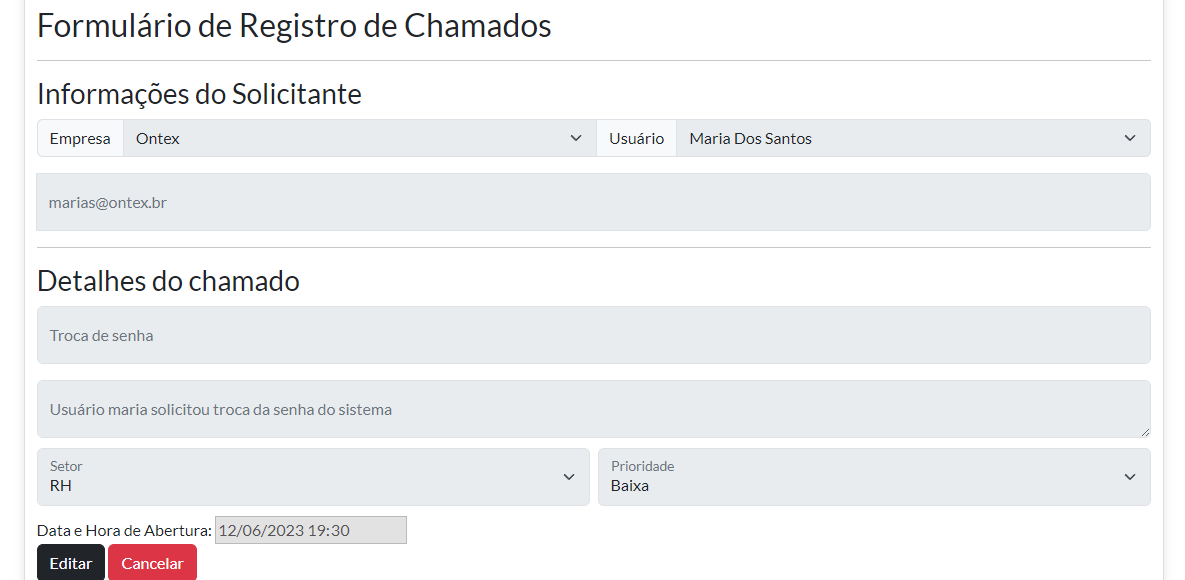 Formulário de Registro de Chamados
Informações do Solicitante
Empresa Ontex Usuário Maria Dos Santos
marias@ontex.br
Detalhes do chamado
Troca de senha
Usuário maria solicitou troca da senha do sistema
Setor Prioridade
RH Baixa
Data e Hora de Abertura: 12/06/2023 19:30
Editar Cancelar